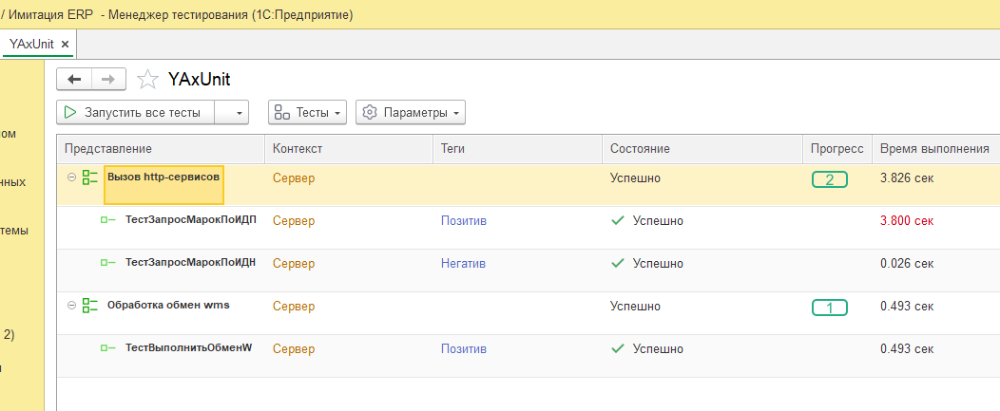 / Имитация ERP - Менеджер тестирования (1С:Предприятие)
YAxUnit ×
YAxUnit
Запустить все тесты Тесты Параметры
Представление Контекст Теги Состояние Прогресс Время выполнения
Вызов http-сервисов Сервер Успешно 2 3.826 сек
ТестЗапросМарокПоИДП Сервер Позитив Успешно 3.800 сек
ТестЗапросМарокПоИДН Сервер Негатив Успешно 0.026 сек
Обработка обмен wms Сервер Успешно 1 0.493 сек
ТестВыполнитьОбменW Сервер Позитив Успешно 0.493 сек
ом
нных
темы
2)